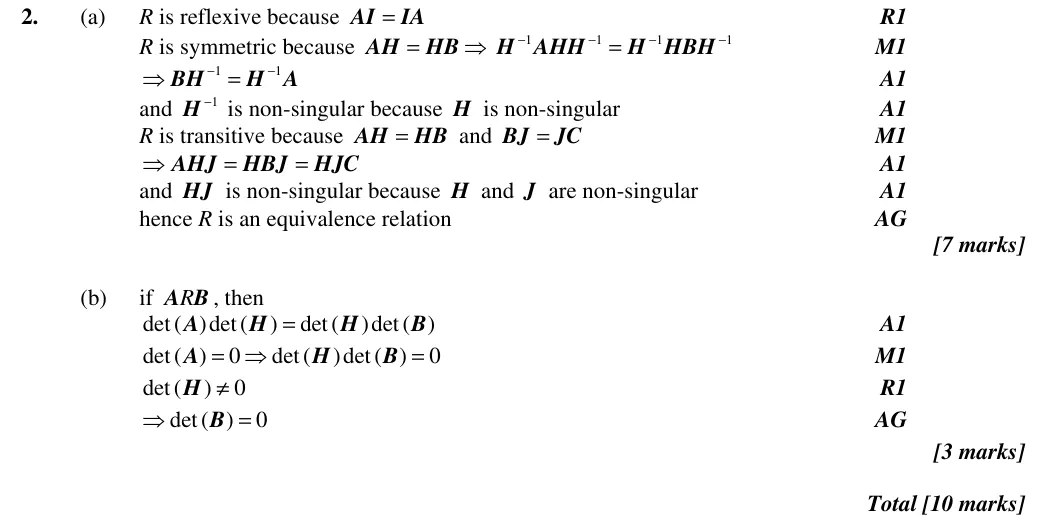 2. (a) R is reflexive because AI = IA R1
R is symmetric because AH = HB ⇒ H⁻¹AHH⁻¹ = H⁻¹HBH⁻¹ M1
⇒ BH⁻¹ = H⁻¹A A1
and H⁻¹ is non-singular because H is non-singular A1
R is transitive because AH = HB and BJ = JC M1
⇒ AHJ = HBJ = HJC A1
and HJ is non-singular because H and J are non-singular A1
hence R is an equivalence relation AG
[7 marks]
(b) if ARB , then
det (A) det (H) = det (H) det (B) A1
det (A) = 0 ⇒ det (H) det (B) = 0 M1
det (H) ≠ 0 R1
⇒ det (B) = 0 AG
[3 marks]
Total [10 marks]